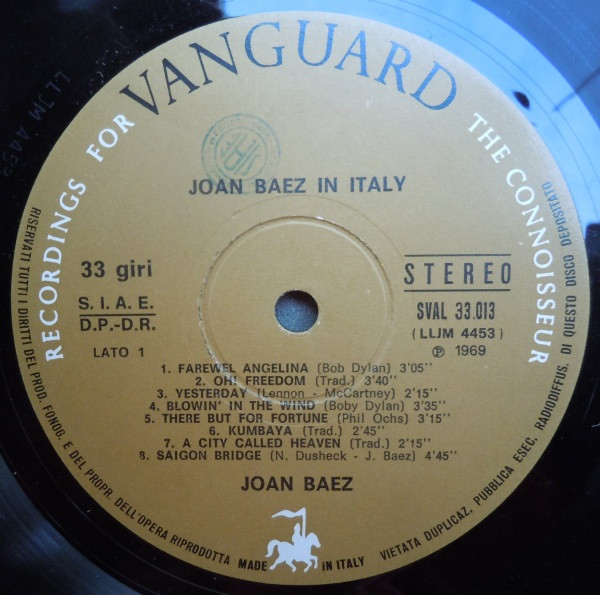 RECORDINGS FOR VANGUARD THE CONNOISSEUR
JOAN BAEZ IN ITALY
33 giri
S. I. A. E.
D.P.-D.R.
LATO 1
STEREO
SVAL 33.013
(LLJM 4453)
℗ 1969
1. FAREWEL ANGELINA (Bob Dylan) 3'05''
2. OH! FREEDOM (Trad.) 3'40''
3. YESTERDAY (Lennon - McCartney) 2'15''
4. BLOWIN' IN THE WIND (Boby Dylan) 3'35''
5. THERE BUT FOR FORTUNE (Phil Ochs) 3'15''
6. KUMBAYA (Trad.) 2'45''
7. A CITY CALLED HEAVEN (Trad.) 2'15''
8. SAIGON BRIDGE (N. Dusheck - J. Baez) 4'45''
JOAN BAEZ
RISERVATI TUTTI I DIRITTI DEL PROD. FONOG. E DEL PROPR. DELL'OPERA RIPRODOTTA
MADE IN ITALY
VIETATA DUPLICAZ. PUBBLICA ESEC. RADIODIFFUS. DI QUESTO DISCO DEPOSITATO